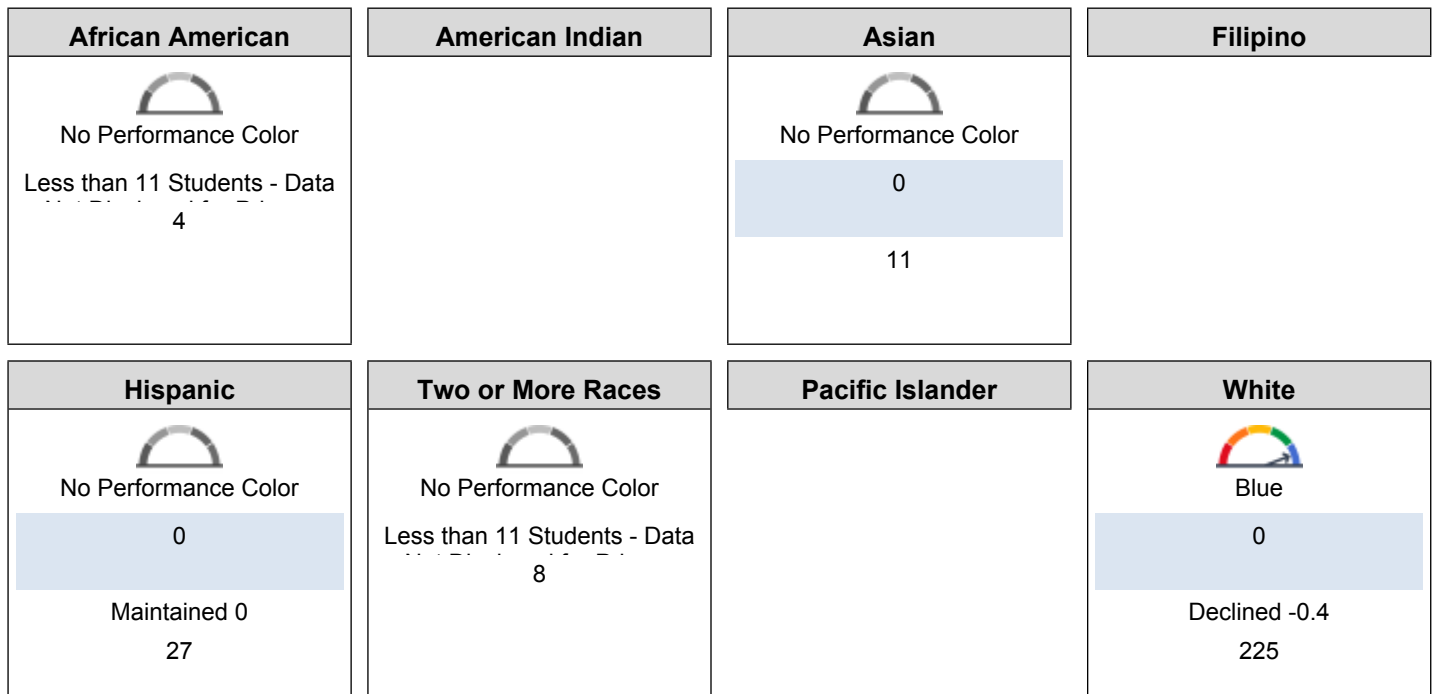 African American
No Performance Color
Less than 11 Students - Data
4
American Indian
Asian
No Performance Color
0
11
Filipino
Hispanic
No Performance Color
0
Maintained 0
27
Two or More Races
No Performance Color
Less than 11 Students - Data
8
Pacific Islander
White
Blue
0
Declined -0.4
225